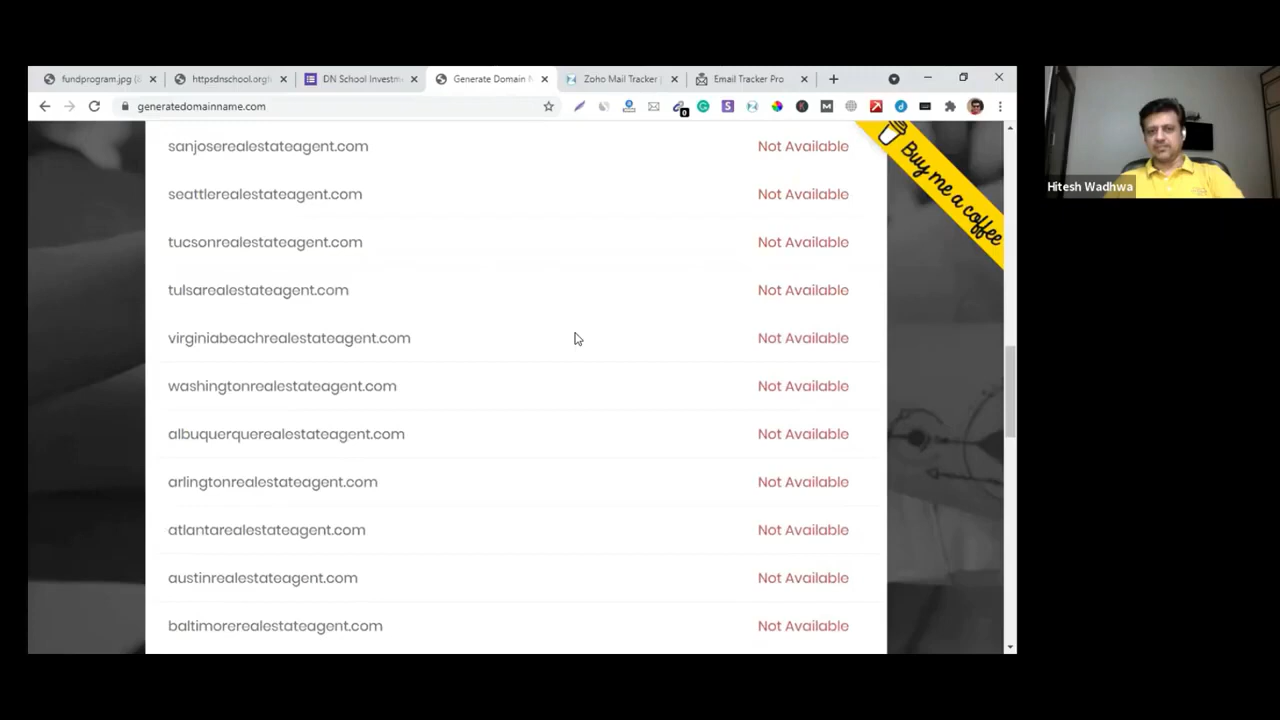 fundprogram.jpg (
httpsdnschool.orgf
DN School Investm
Generate Domain N
Zoho Mail Tracker
Email Tracker Pro
generatedomainname.com
sanjoserealestateagent.com Not Available
seattlerealestateagent.com Not Available
tucsonrealestateagent.com Not Available
tulsarealestateagent.com Not Available
virginiabeachrealestateagent.com Not Available
washingtonrealestateagent.com Not Available
albuquerquerealestateagent.com Not Available
arlingtonrealestateagent.com Not Available
atlantarealestateagent.com Not Available
austinrealestateagent.com Not Available
baltimorerealestateagent.com Not Available
Buy me a coffee
Hitesh Wadhwa